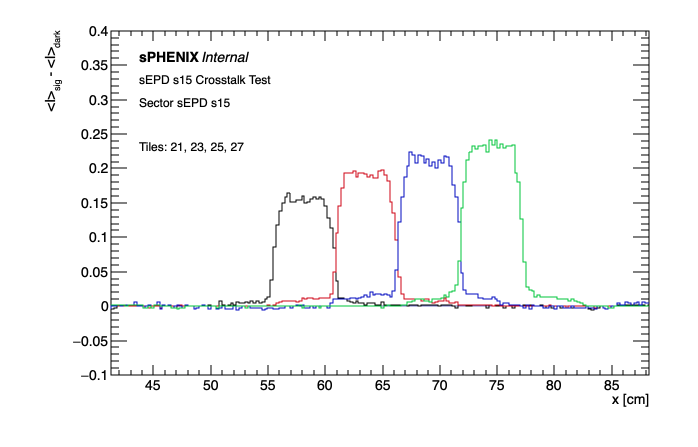 sPHENIX Internal
sEPD s15 Crosstalk Test
Sector sEPD s15
Tiles: 21, 23, 25, 27
<I>sig - <I>dark
0.4
0.35
0.3
0.25
0.2
0.15
0.1
0.05
0
−0.05
−0.1
45 50 55 60 65 70 75 80 85
x [cm]